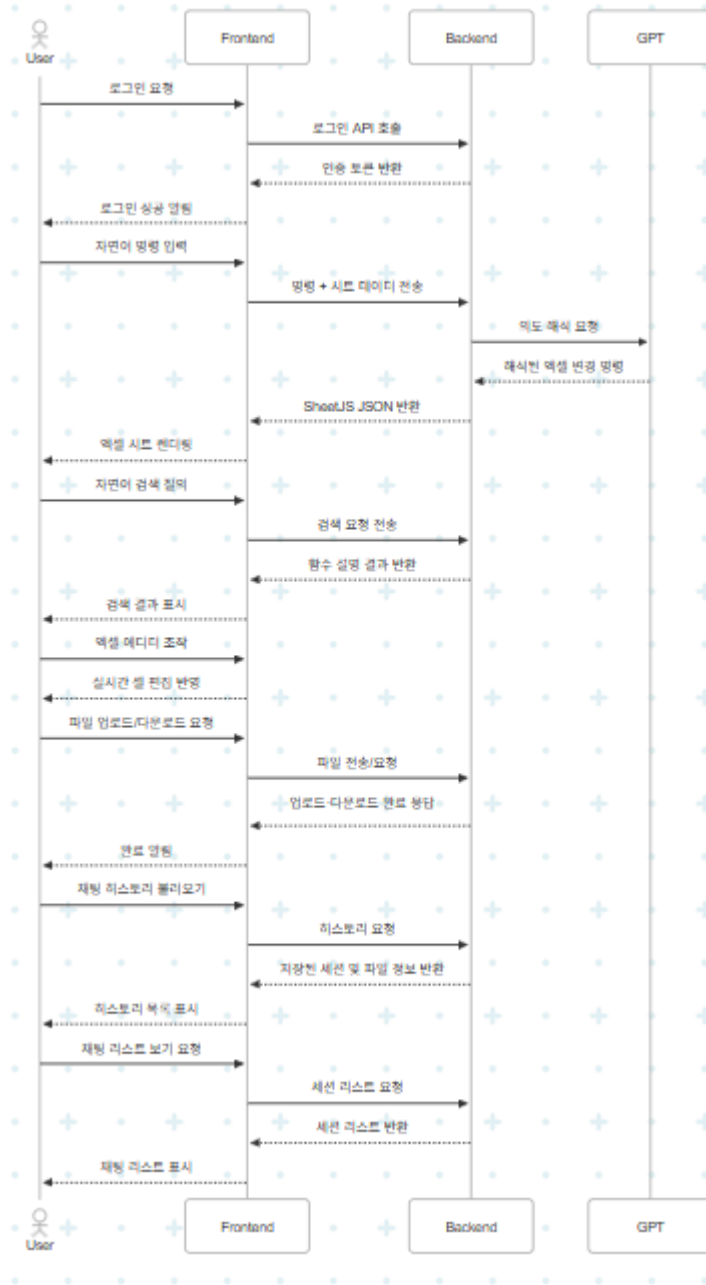 User
Frontend
Backend
GPT
로그인 요청
로그인 API 호출
인증 토큰 반환
로그인 성공 알림
자연어 명령 입력
명령 + 시트 데이터 전송
의도 해석 요청
해석된 엑셀 변경 명령
SheetJS JSON 반환
엑셀 시트 렌더링
자연어 검색 질의
검색 요청 전송
함수 설명 결과 반환
검색 결과 표시
엑셀 에디터 조작
실시간 셀 편집 반영
파일 업로드/다운로드 요청
파일 전송/요청
업로드·다운로드 완료 응답
완료 알림
채팅 히스토리 불러오기
히스토리 요청
저장된 세션 및 파일 정보 반환
히스토리 목록 표시
채팅 리스트 보기 요청
세션 리스트 요청
세션 리스트 반환
채팅 리스트 표시
User
Frontend
Backend
GPT